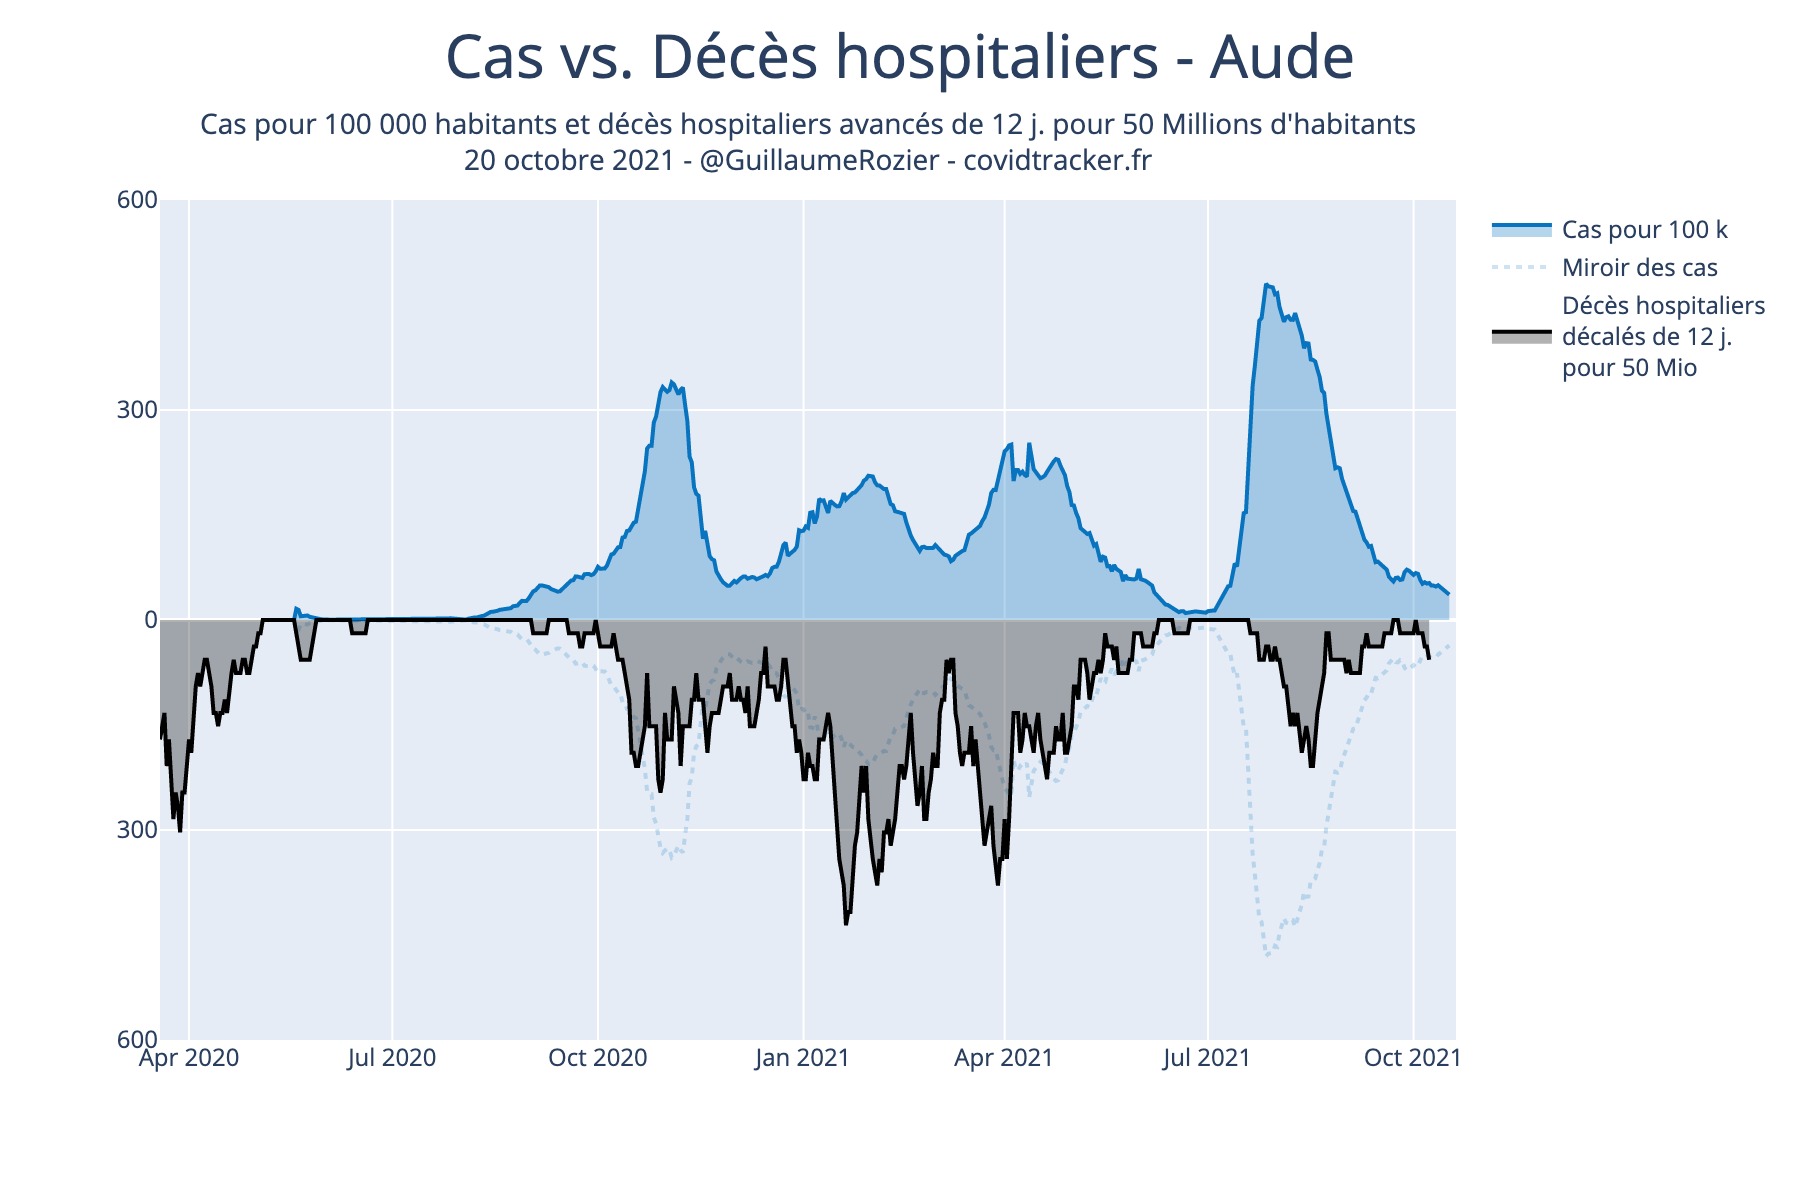 Cas vs. Décès hospitaliers - Aude
Cas pour 100 000 habitants et décès hospitaliers avancés de 12 j. pour 50 Millions d'habitants
20 octobre 2021 - @GuillaumeRozier - covidtracker.fr
600
300
0
300
600
Apr 2020
Jul 2020
Oct 2020
Jan 2021
Apr 2021
Jul 2021
Oct 2021
Cas pour 100 k
Miroir des cas
Décès hospitaliers
décalés de 12 j.
pour 50 Mio